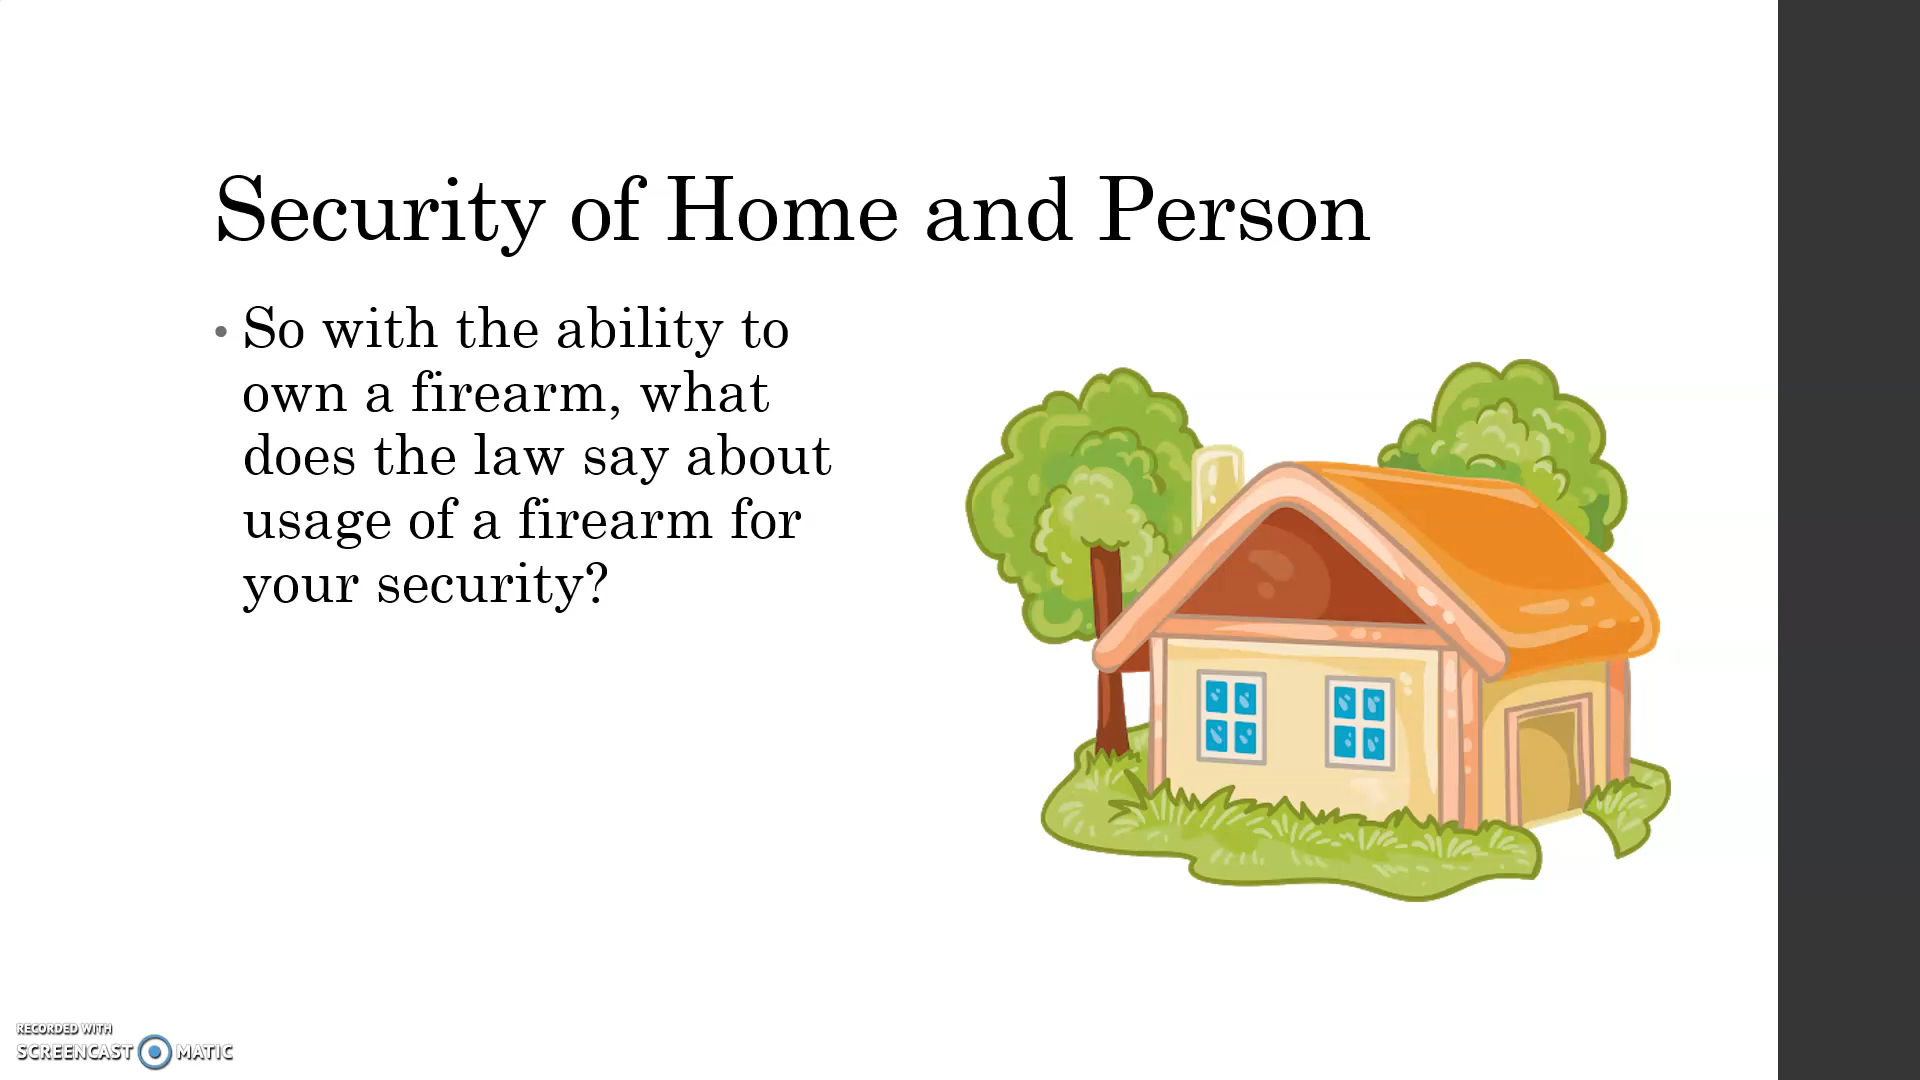 Security of Home and Person
• So with the ability to
own a firearm, what
does the law say about
usage of a firearm for
your security?
RECORDED WITH
SCREENCAST MATIC